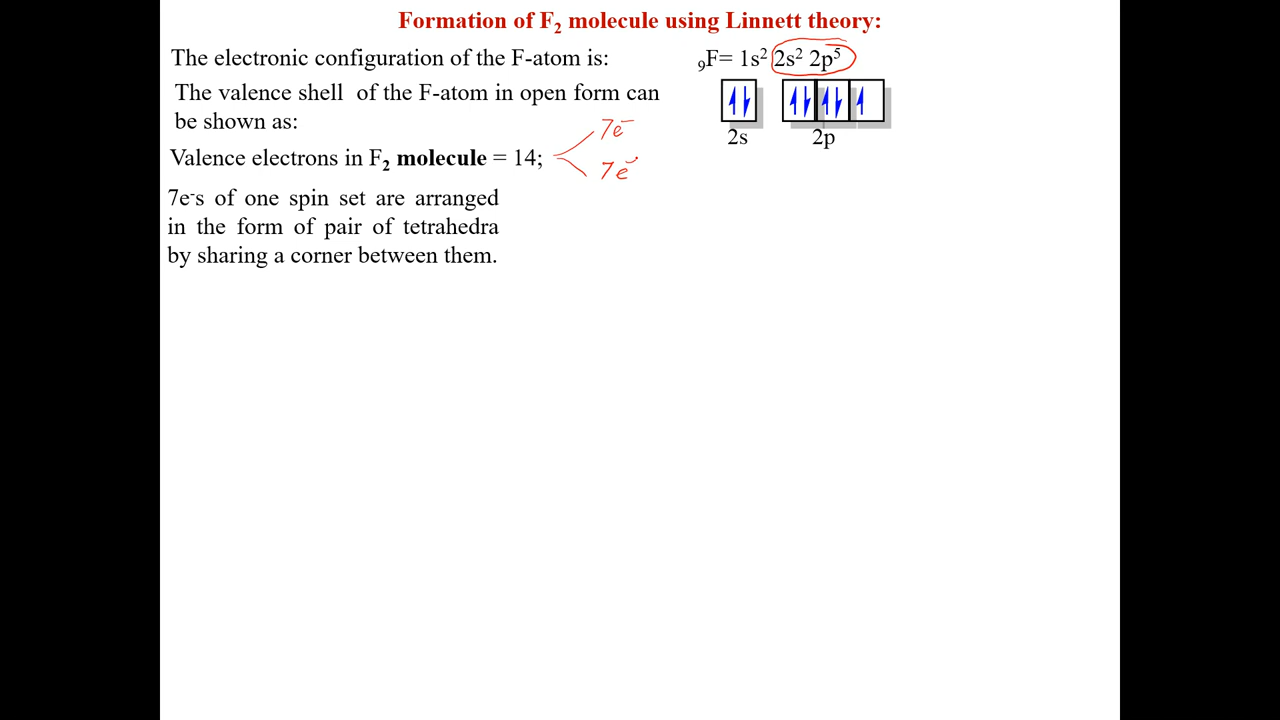 Formation of F₂ molecule using Linnett theory:
The electronic configuration of the F-atom is:
₉F= 1s² 2s² 2p⁵
The valence shell of the F-atom in open form can
be shown as:
2s 2p
Valence electrons in F₂ molecule = 14;
7e⁻
7e⁻
7e⁻s of one spin set are arranged
in the form of pair of tetrahedra
by sharing a corner between them.